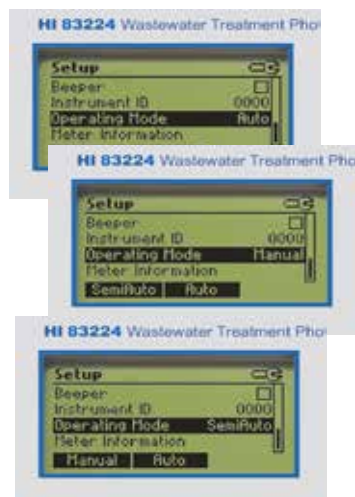 HI 83224 Wastewater Treatment Pho
Setup
Beeper
Instrument ID 0000
Operating Mode Auto
Meter Information
HI 83224 Wastewater Treatment Pho
Setup
Beeper
Instrument ID 0000
Operating Mode Manual
Meter Information
SemiAuto Auto
HI 83224 Wastewater Treatment Pho
Setup
Beeper
Instrument ID 0000
Operating Mode SemiAuto
Meter Information
Manual Auto